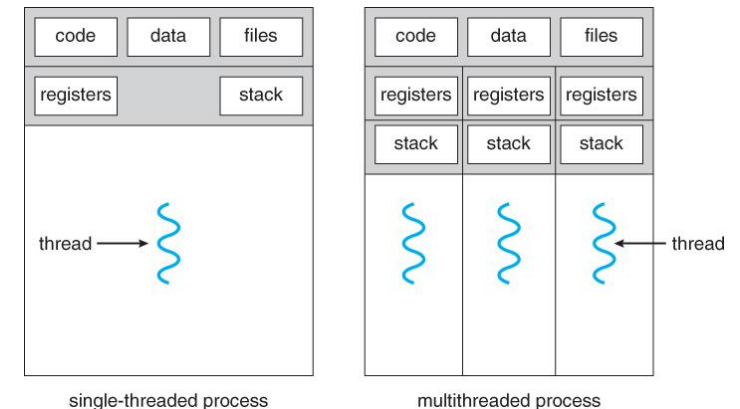 code data files
registers stack
thread
single-threaded process
code data files
registers registers registers
stack stack stack
thread
multithreaded process